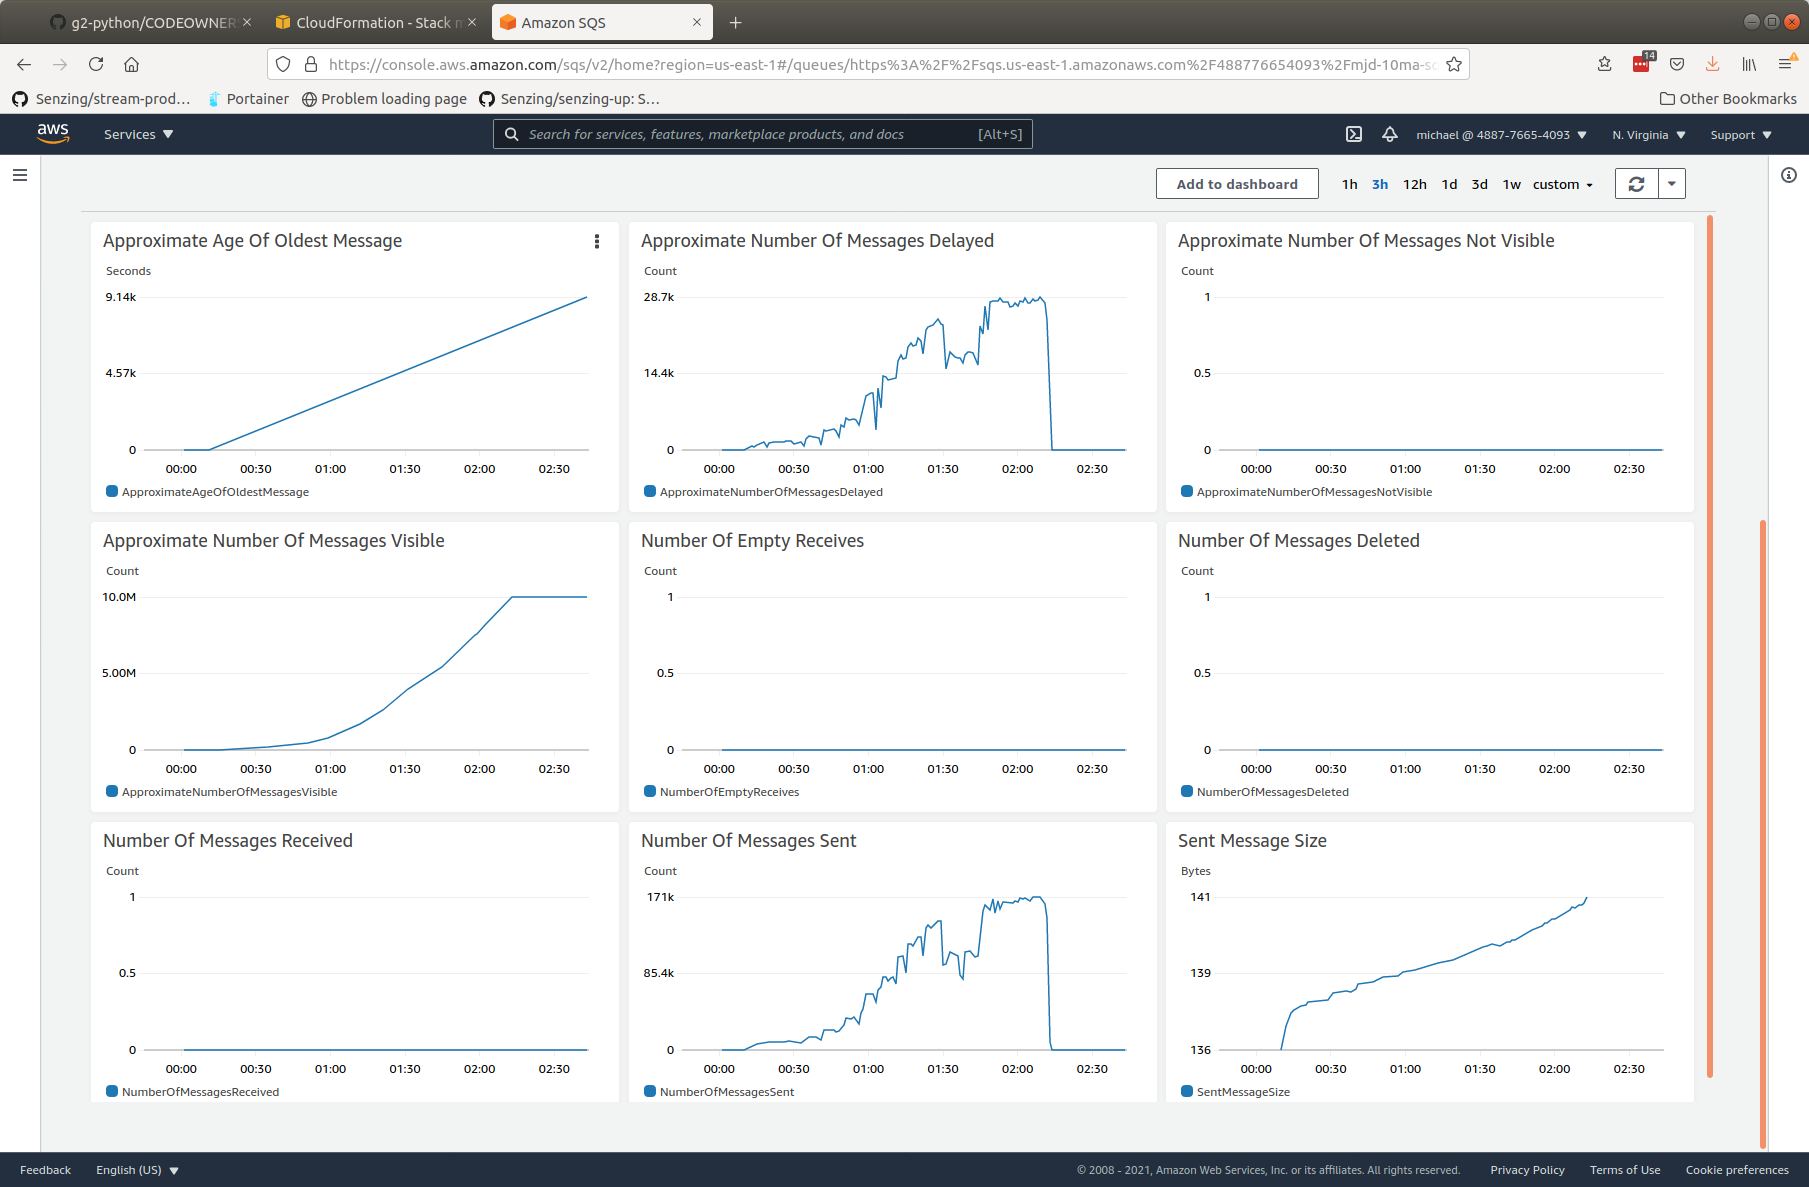 g2-python/CODEOWNER
CloudFormation - Stack m
Amazon SQS
https://console.aws.amazon.com/sqs/v2/home?region=us-east-1#/queues/https%3A%2F%2Fsqs.us-east-1.amazonaws.com%2F488776654093%2Fmjd-10ma-sc
14
Senzing/stream-prod...
Portainer
Problem loading page
Senzing/senzing-up: S...
Other Bookmarks
aws
Services
Search for services, features, marketplace products, and docs
[Alt+S]
michael @ 4887-7665-4093
N. Virginia
Support
Add to dashboard
1h 3h 12h 1d 3d 1w custom
Approximate Age Of Oldest Message
Seconds
9.14k
4.57k
0
00:00 00:30 01:00 01:30 02:00 02:30
ApproximateAgeOfOldestMessage
Approximate Number Of Messages Delayed
Count
28.7k
14.4k
0
00:00 00:30 01:00 01:30 02:00 02:30
ApproximateNumberOfMessagesDelayed
Approximate Number Of Messages Not Visible
Count
1
0.5
0
00:00 00:30 01:00 01:30 02:00 02:30
ApproximateNumberOfMessagesNotVisible
Approximate Number Of Messages Visible
Count
10.0M
5.00M
0
00:00 00:30 01:00 01:30 02:00 02:30
ApproximateNumberOfMessagesVisible
Number Of Empty Receives
Count
1
0.5
0
00:00 00:30 01:00 01:30 02:00 02:30
NumberOfEmptyReceives
Number Of Messages Deleted
Count
1
0.5
0
00:00 00:30 01:00 01:30 02:00 02:30
NumberOfMessagesDeleted
Number Of Messages Received
Count
1
0.5
0
00:00 00:30 01:00 01:30 02:00 02:30
NumberOfMessagesReceived
Number Of Messages Sent
Count
171k
85.4k
0
00:00 00:30 01:00 01:30 02:00 02:30
NumberOfMessagesSent
Sent Message Size
Bytes
141
139
136
00:00 00:30 01:00 01:30 02:00 02:30
SentMessageSize
Feedback
English (US)
© 2008 - 2021, Amazon Web Services, Inc. or its affiliates. All rights reserved.
Privacy Policy
Terms of Use
Cookie preferences